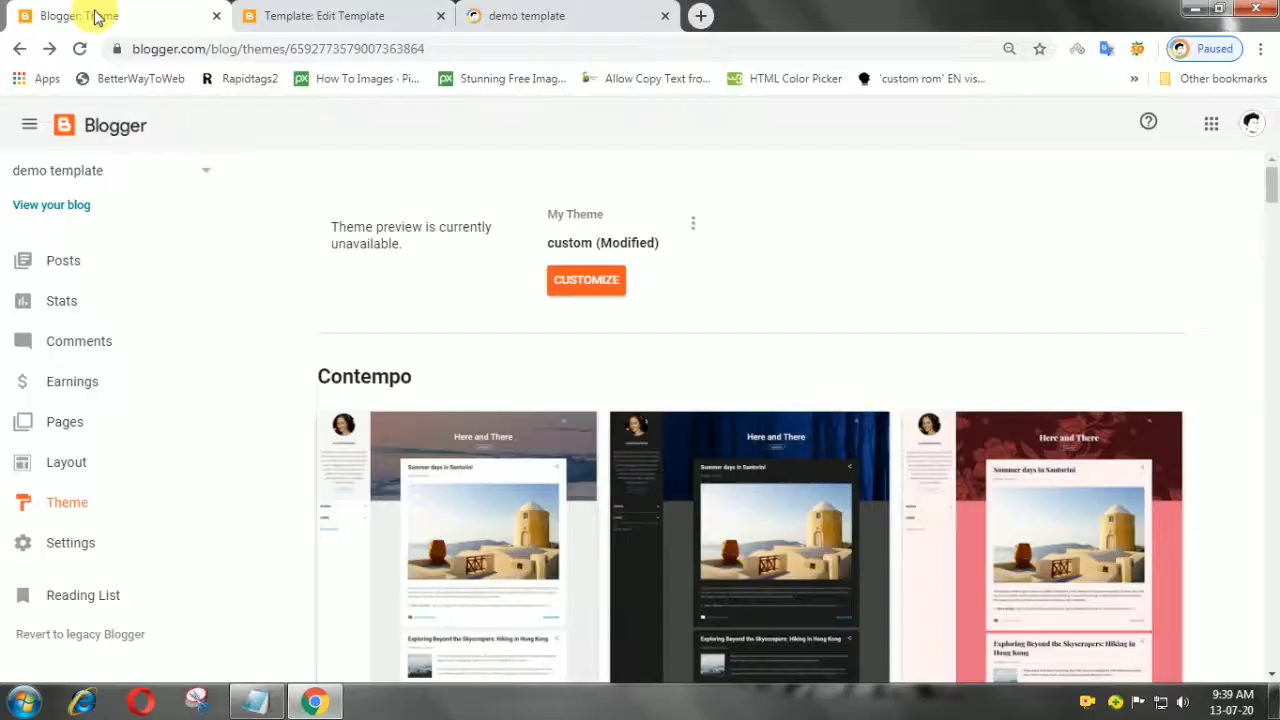 Blogger: Theme
Template: Edit Template
demo template
blogger.com/blog/themes/6592773579007363864
Paused
Apps
BetterWayToWeb
Rapidtags2
How To Images - Pi...
Stunning Free Imag...
Allow Copy Text fro...
HTML Color Picker
'custom rom' EN vis...
»
Other bookmarks
Blogger
demo template
View your blog
Posts
Stats
Comments
Earnings
Pages
Layout
Theme
Settings
Reading List
Revert to legacy Blogger
Theme preview is currently
unavailable.
My Theme
custom (Modified)
CUSTOMIZE
Contempo
Here and There
Summer days in Santorini
Exploring Beyond the Skyscrapers: Hiking in Hong Kong
Here and There
Summer days in Santorini
Exploring Beyond the Skyscrapers: Hiking in Hong Kong
Here and There
Summer days in Santorini
Exploring Beyond the Skyscrapers: Hiking in
Hong Kong
9:39 AM
13-07-20